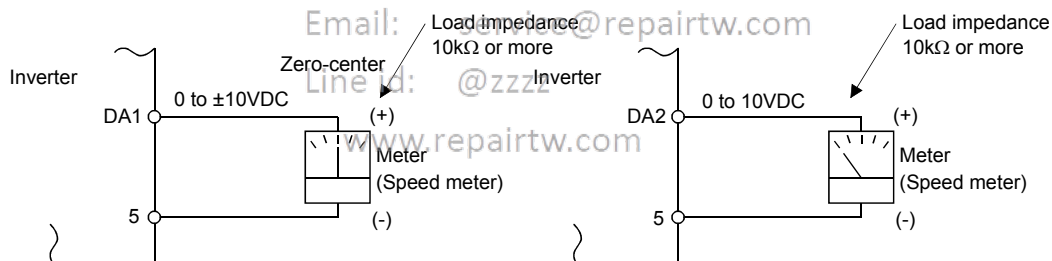 Email: service@repairtw.com
Line id: @zzzz
www.repairtw.com
Load impedance
10kΩ or more
Zero-center
Inverter
0 to ±10VDC
DA1
(+)
Meter
(Speed meter)
5
(-)
Load impedance
10kΩ or more
Inverter
0 to 10VDC
DA2
(+)
Meter
(Speed meter)
5
(-)